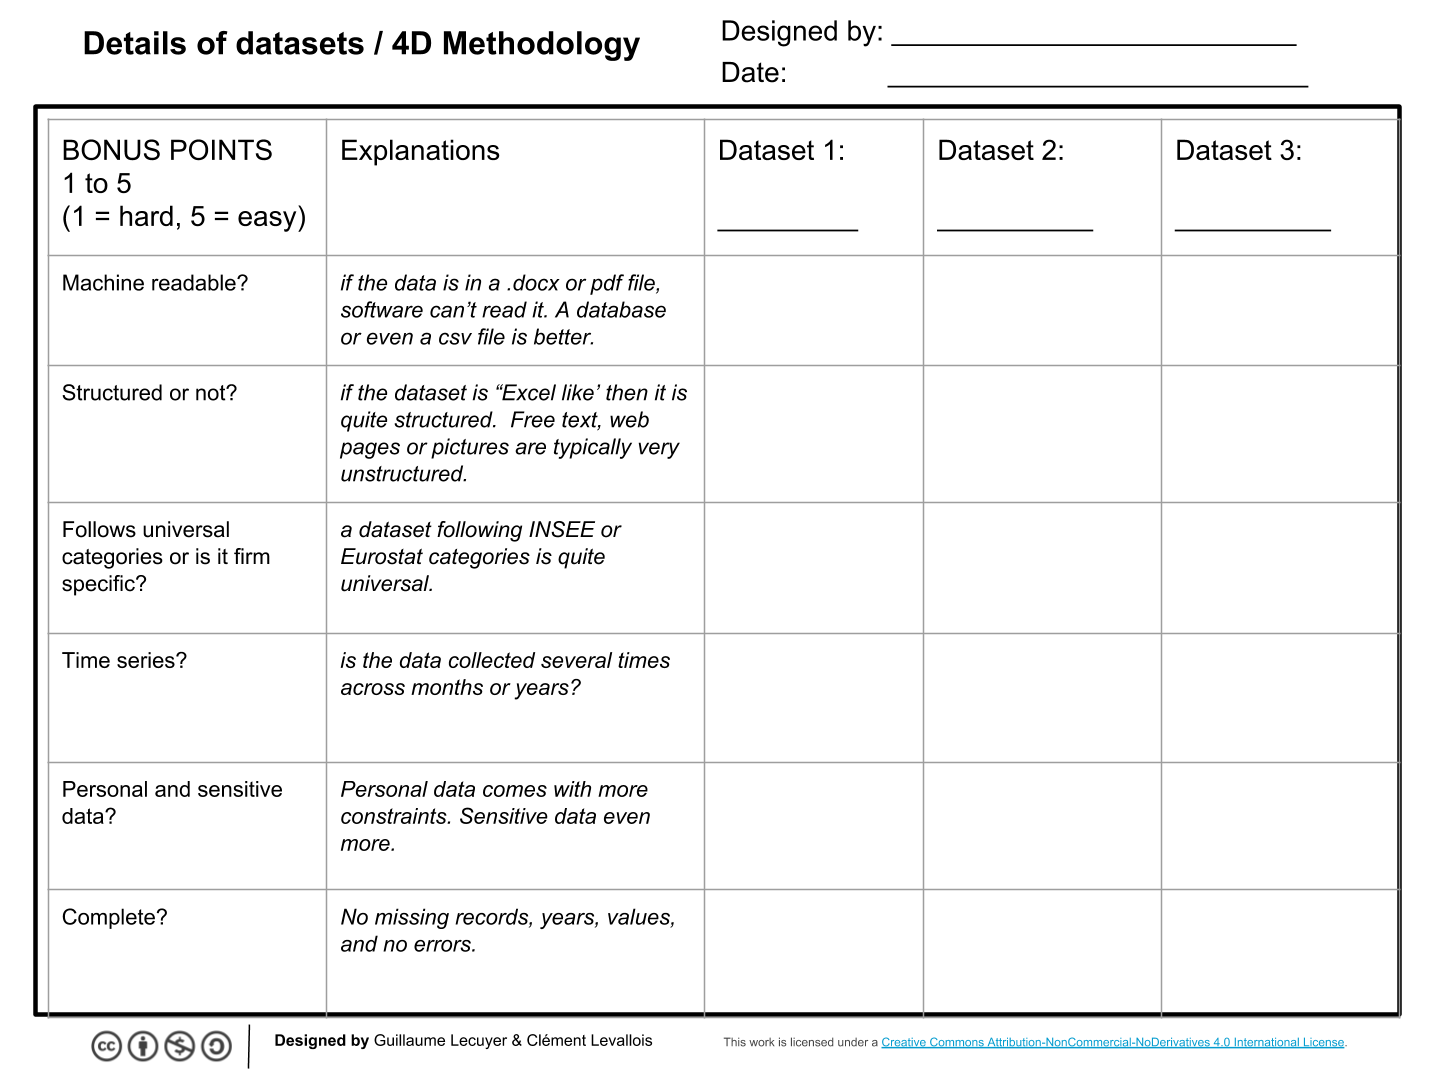 Details of datasets / 4D Methodology
Designed by:
Date:
BONUS POINTS
1 to 5
(1 = hard, 5 = easy)
Explanations
Dataset 1:
Dataset 2:
Dataset 3:
Machine readable?
if the data is in a .docx or pdf file,
software can’t read it. A database
or even a csv file is better.
Structured or not?
if the dataset is “Excel like’ then it is
quite structured.  Free text, web
pages or pictures are typically very
unstructured.
Follows universal
categories or is it firm
specific?
a dataset following INSEE or
Eurostat categories is quite
universal.
Time series?
is the data collected several times
across months or years?
Personal and sensitive
data?
Personal data comes with more
constraints. Sensitive data even
more.
Complete?
No missing records, years, values,
and no errors.
cc
Designed by Guillaume Lecuyer & Clément Levallois
This work is licensed under a Creative Commons Attribution-NonCommercial-NoDerivatives 4.0 International License.